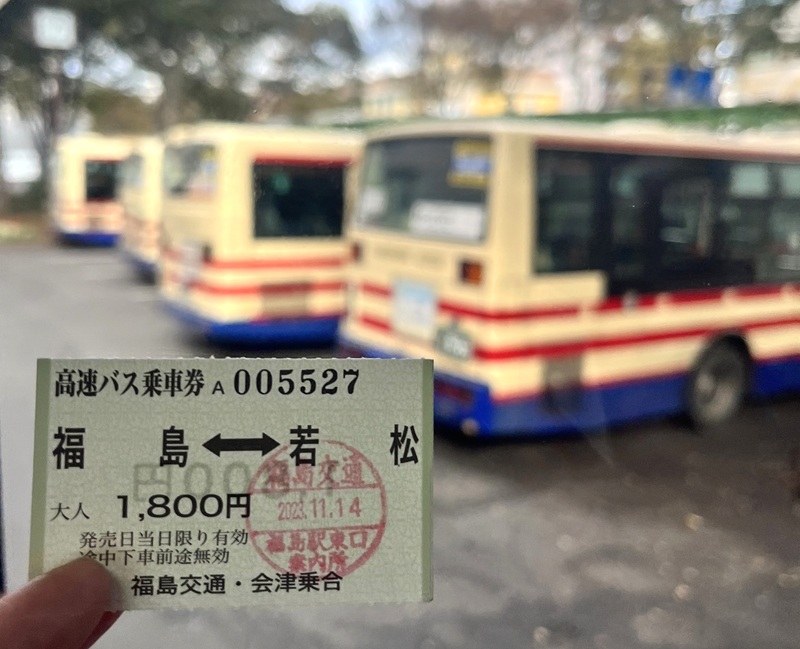 高速バス乗車券 A 005527
福島⟷若松
大人 1,800円
発売日当日限り有効
途中下車前途無効
福島交通・会津乗合
福島交通
2023.11.14
福島駅東口
案内所